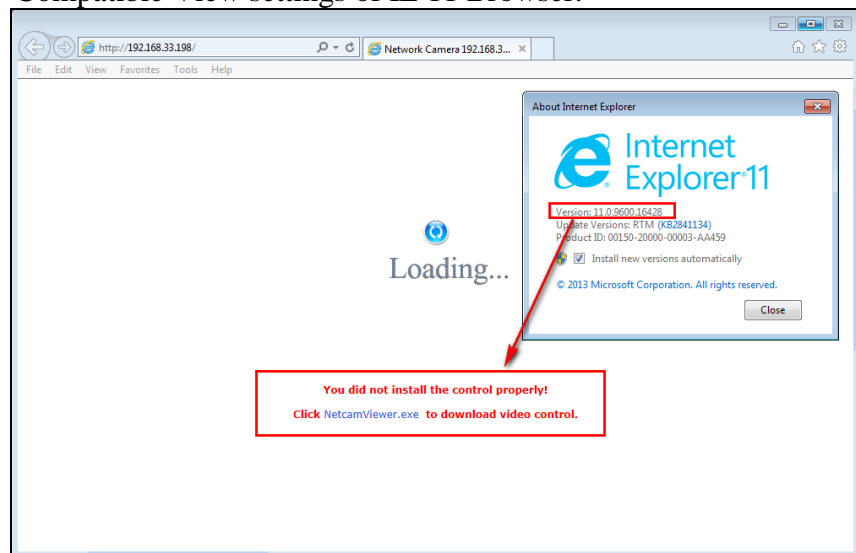 Compatible View settings of IE 11 Browser.
http://192.168.33.198/
Network Camera 192.168.3...
File Edit View Favorites Tools Help
About Internet Explorer
Internet
Explorer 11
Version: 11.0.9600.16428
Update Versions: RTM (KB2841134)
Product ID: 00150-20000-00003-AA459
Install new versions automatically
© 2013 Microsoft Corporation. All rights reserved.
Close
Loading...
You did not install the control properly!
Click NetcamViewer.exe to download video control.